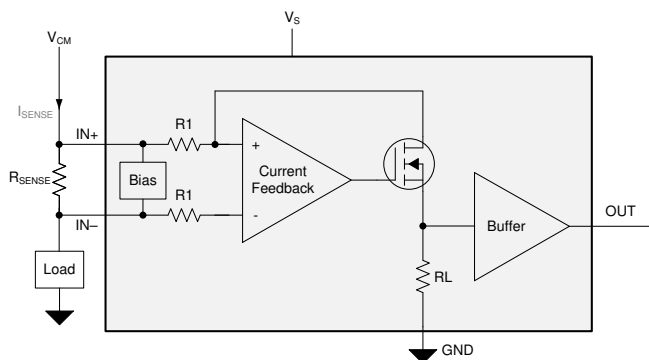 VS
VCM
ISENSE
IN+
R1
RSENSE
Bias
+
Current
Feedback
-
R1
IN–
Load
Buffer
OUT
RL
GND